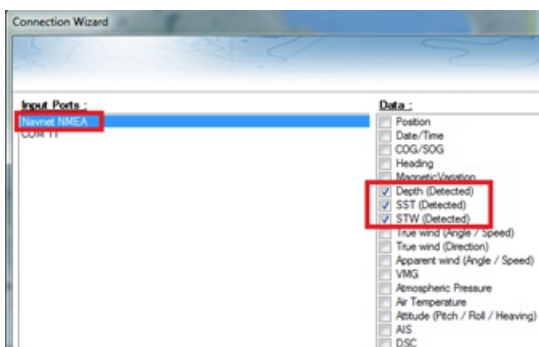 Connection Wizard
Input Ports :
Navnet NMEA
COM 11
Data :
Position
Date/Time
COG/SOG
Heading
Magnetic Variation
Depth (Detected)
SST (Detected)
STW (Detected)
True wind (Angle / Speed)
True wind (Direction)
Apparent wind (Angle / Speed)
VMG
Atmospheric Pressure
Air Temperature
Attitude (Pitch / Roll / Heaving)
AIS
DSC